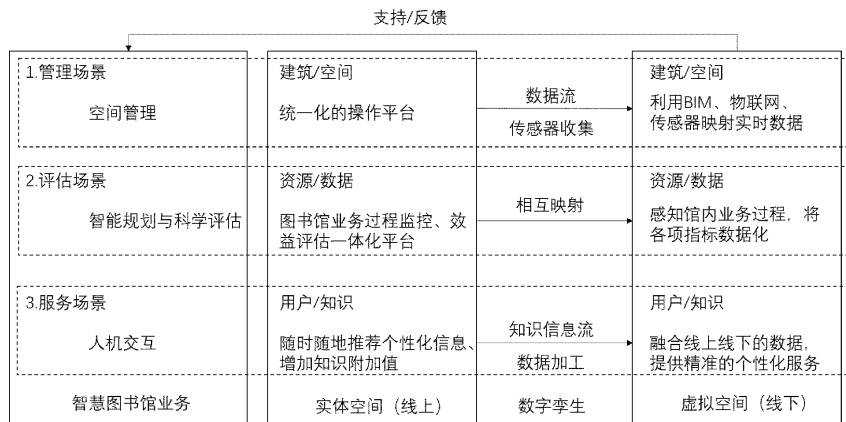 支持/反馈
1.管理场景
空间管理
建筑/空间
统一化的操作平台
数据流
传感器收集
建筑/空间
利用BIM、物联网、
传感器映射实时数据
2.评估场景
智能规划与科学评估
资源/数据
图书馆业务过程监控、效
益评估一体化平台
相互映射
资源/数据
感知馆内业务过程，将
各项指标数据化
3.服务场景
人机交互
用户/知识
随时随地推荐个性化信息、
增加知识附加值
知识信息流
数据加工
用户/知识
融合线上线下的数据，
提供精准的个性化服务
智慧图书馆业务
实体空间（线上）
数字孪生
虚拟空间（线下）